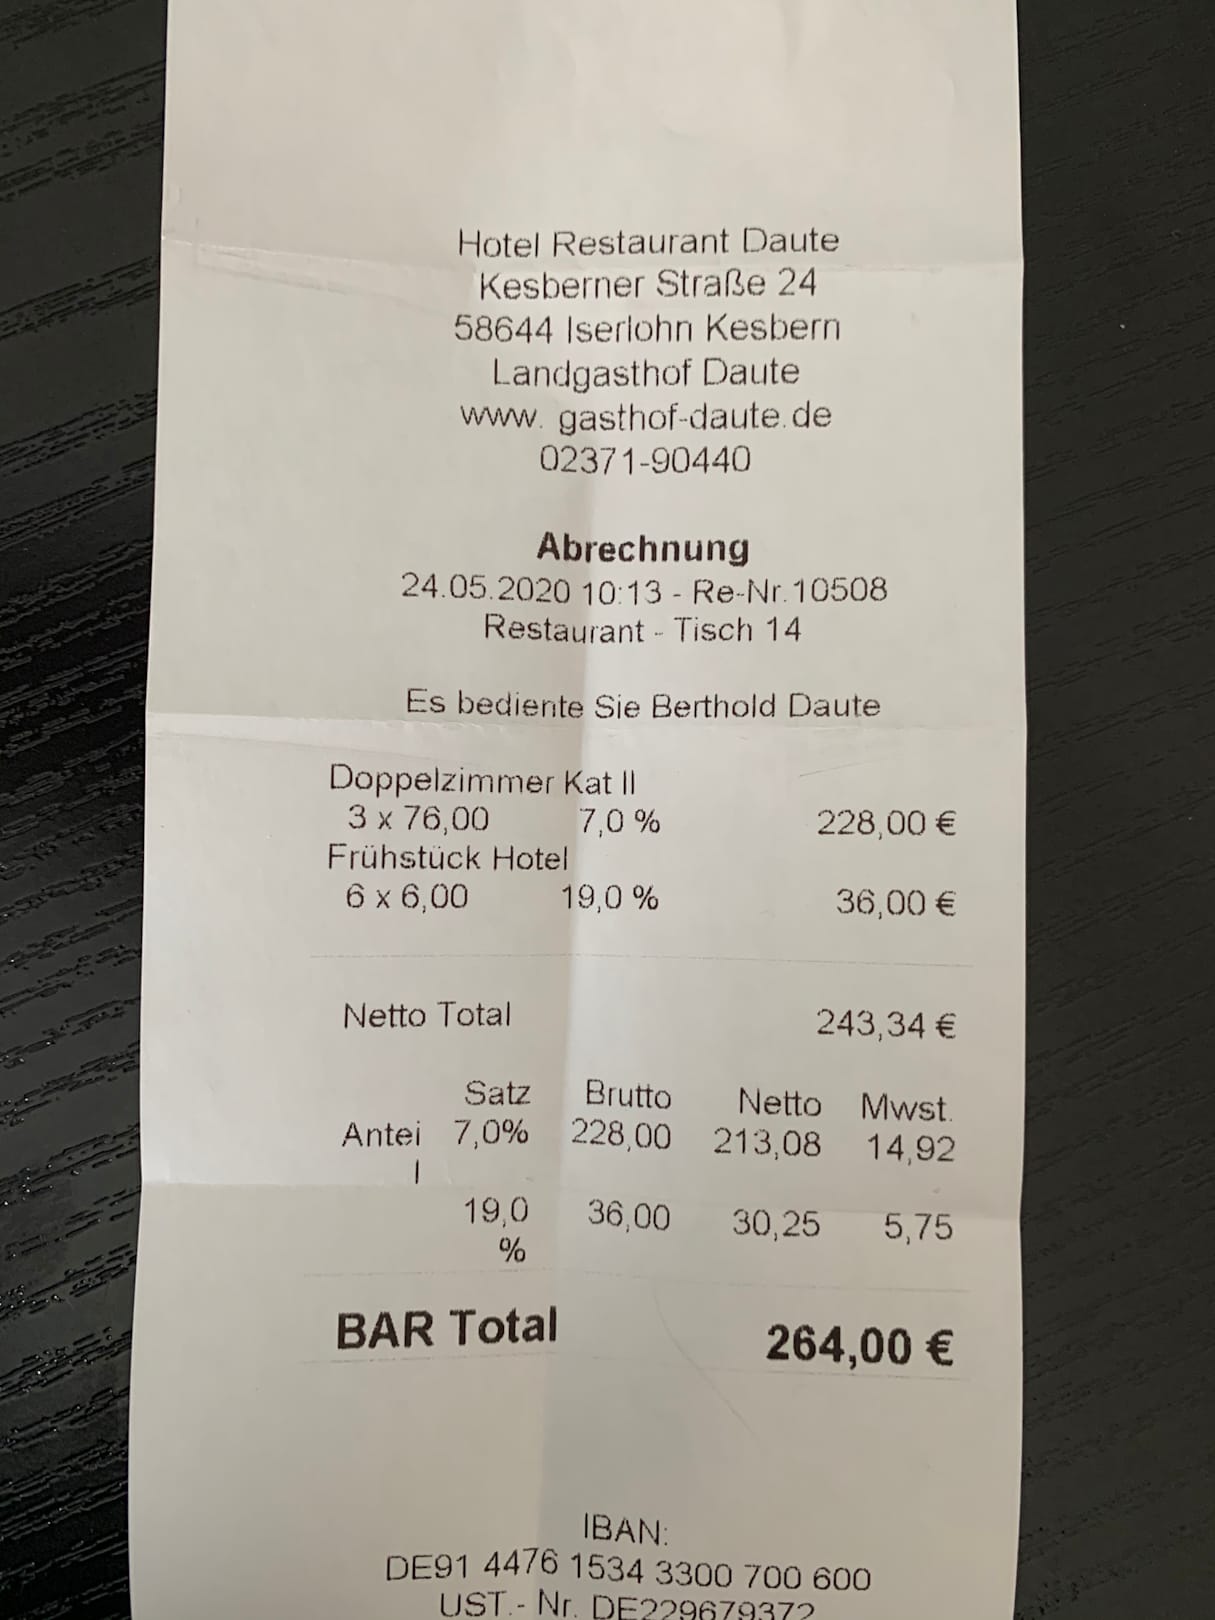 Hotel Restaurant Daute
Kesberner Straße 24
58644 Iserlohn Kesbern
Landgasthof Daute
www. gasthof-daute.de
02371-90440
Abrechnung
24.05.2020 10:13 - Re-Nr.10508
Restaurant - Tisch 14
Es bediente Sie Berthold Daute
Doppelzimmer Kat II
3 x 76,00 7,0 % 228,00 €
Frühstück Hotel
6 x 6,00 19,0 % 36,00 €
Netto Total 243,34 €
Satz Brutto Netto Mwst.
Antei 7,0% 228,00 213,08 14,92
l
19,0 36,00 30,25 5,75
%
BAR Total 264,00 €
IBAN:
DE91 4476 1534 3300 700 600
UST.- Nr. DE229679372